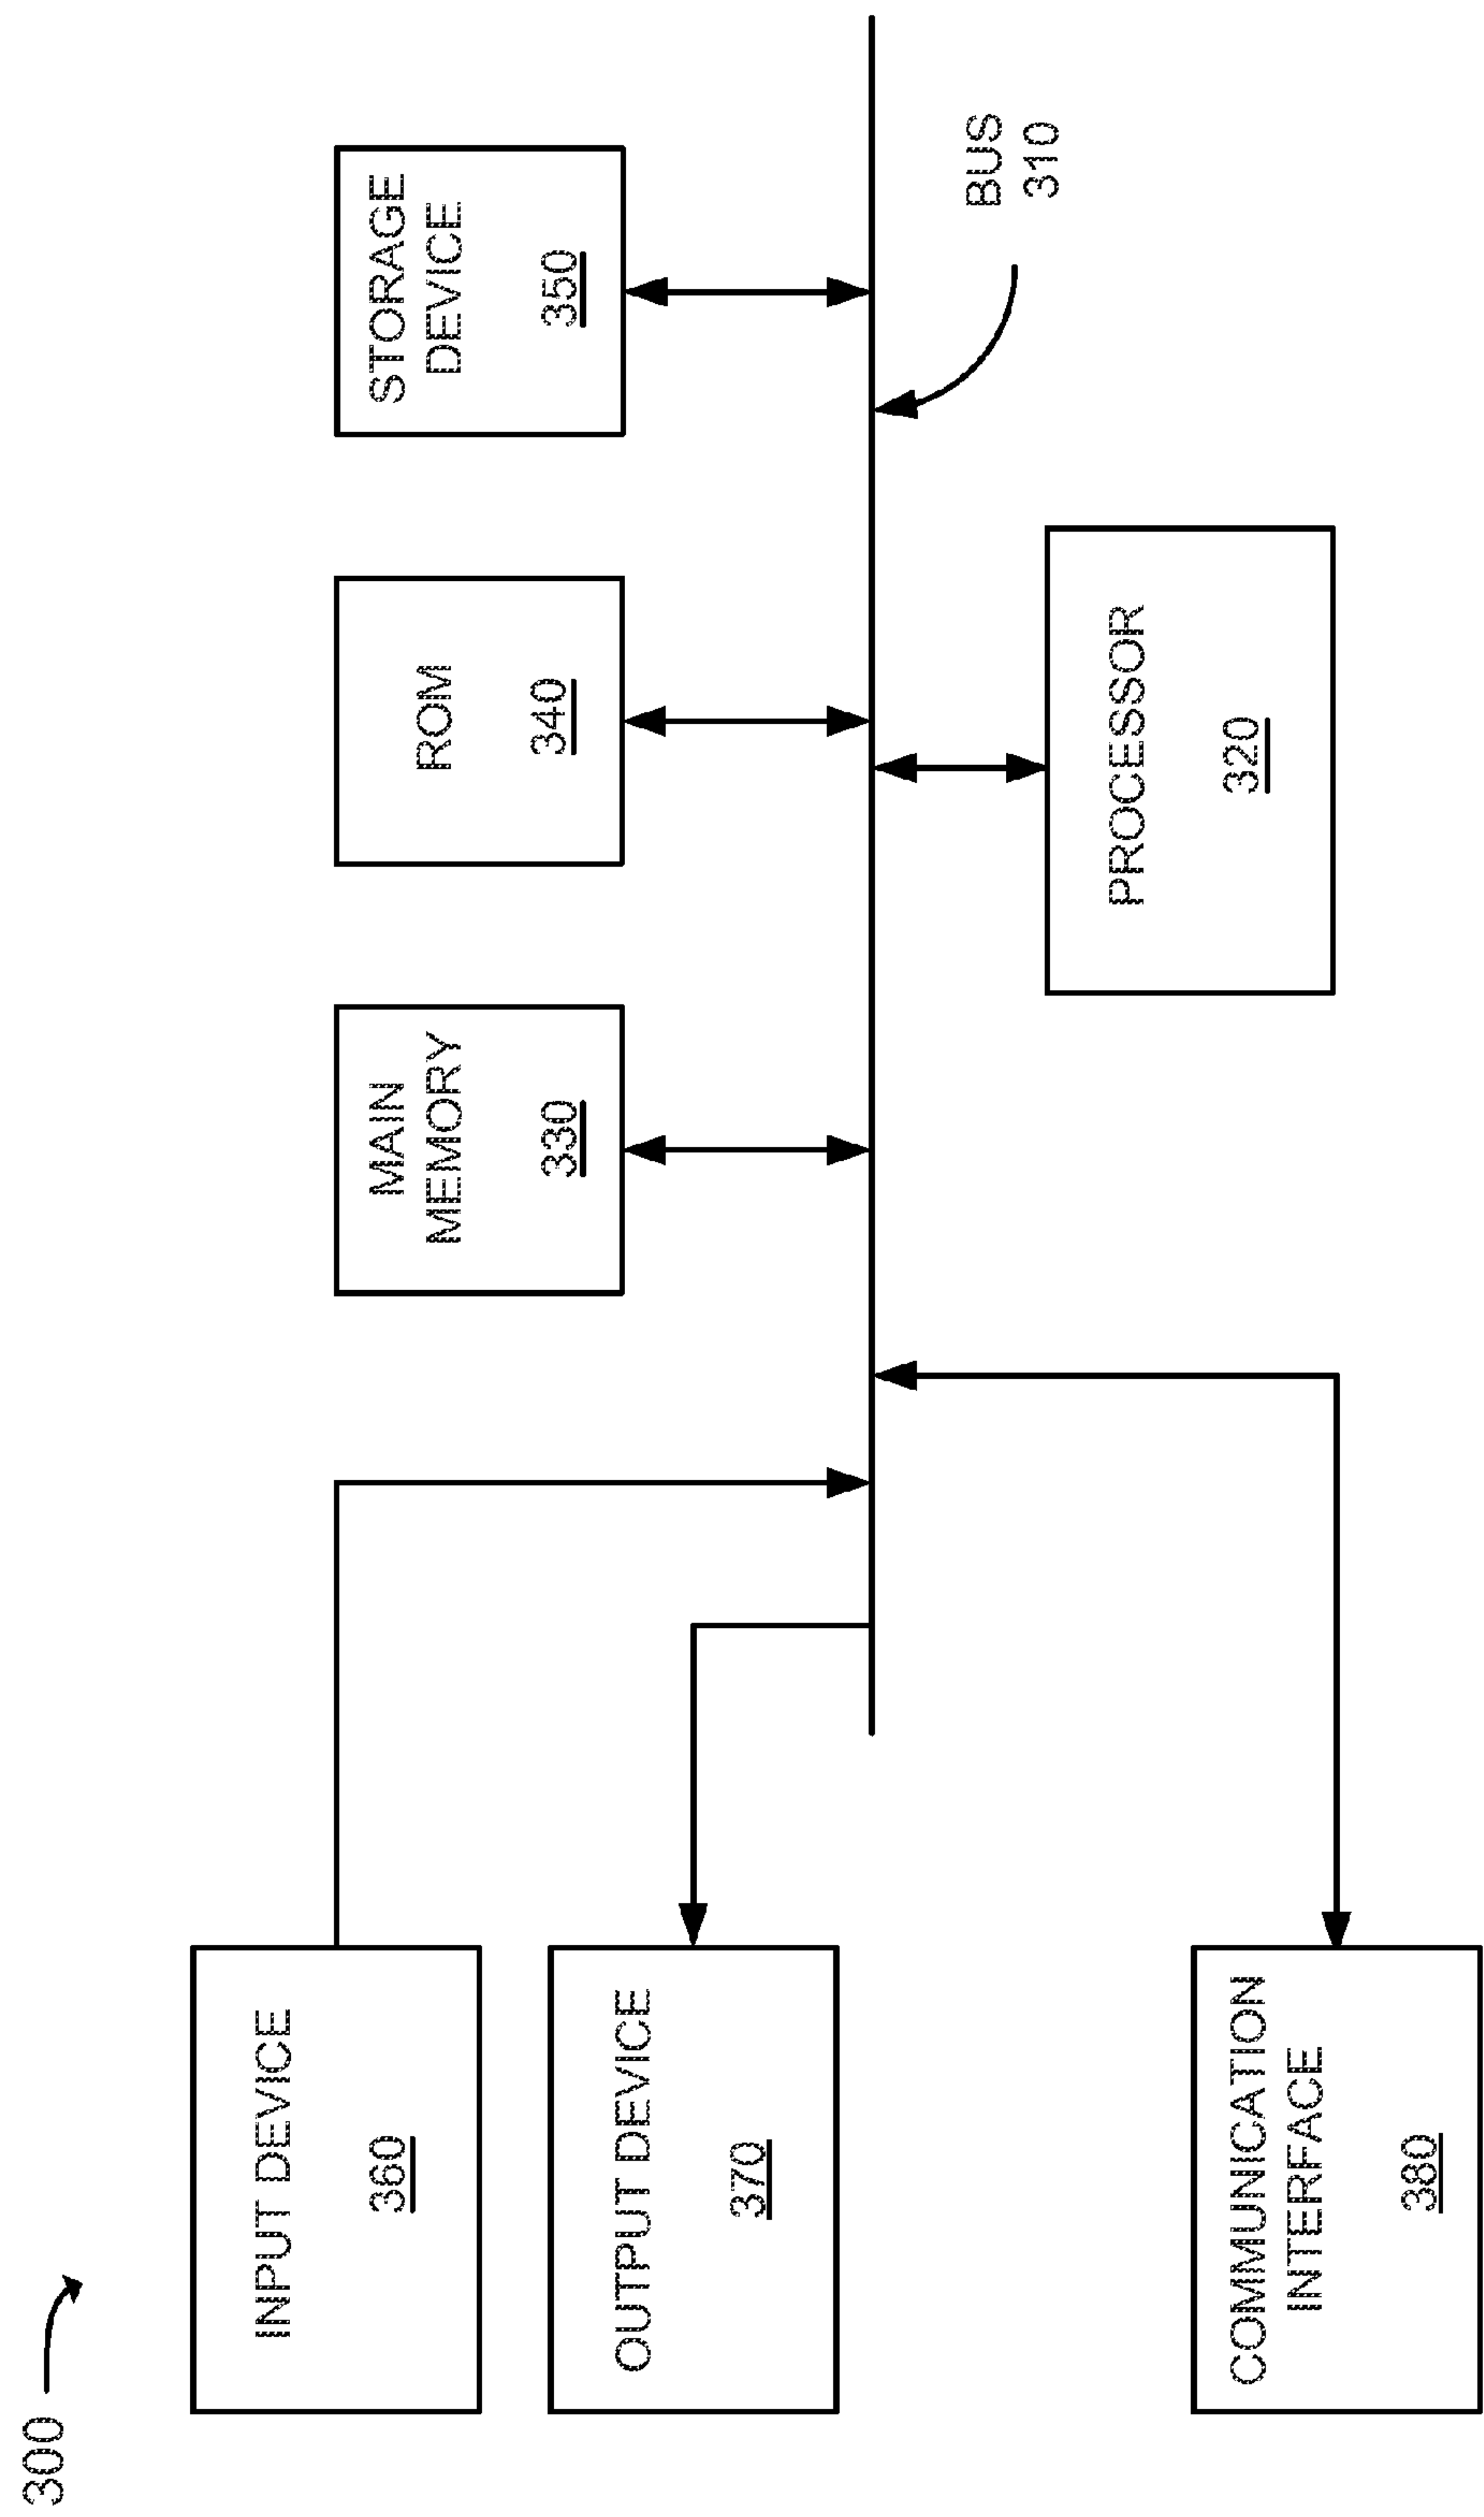 300
INPUT DEVICE
360
OUTPUT DEVICE
370
COMMUNICATION
INTERFACE
380
MAIN
MEMORY
330
ROM
340
STORAGE
DEVICE
350
PROCESSOR
320
BUS
310